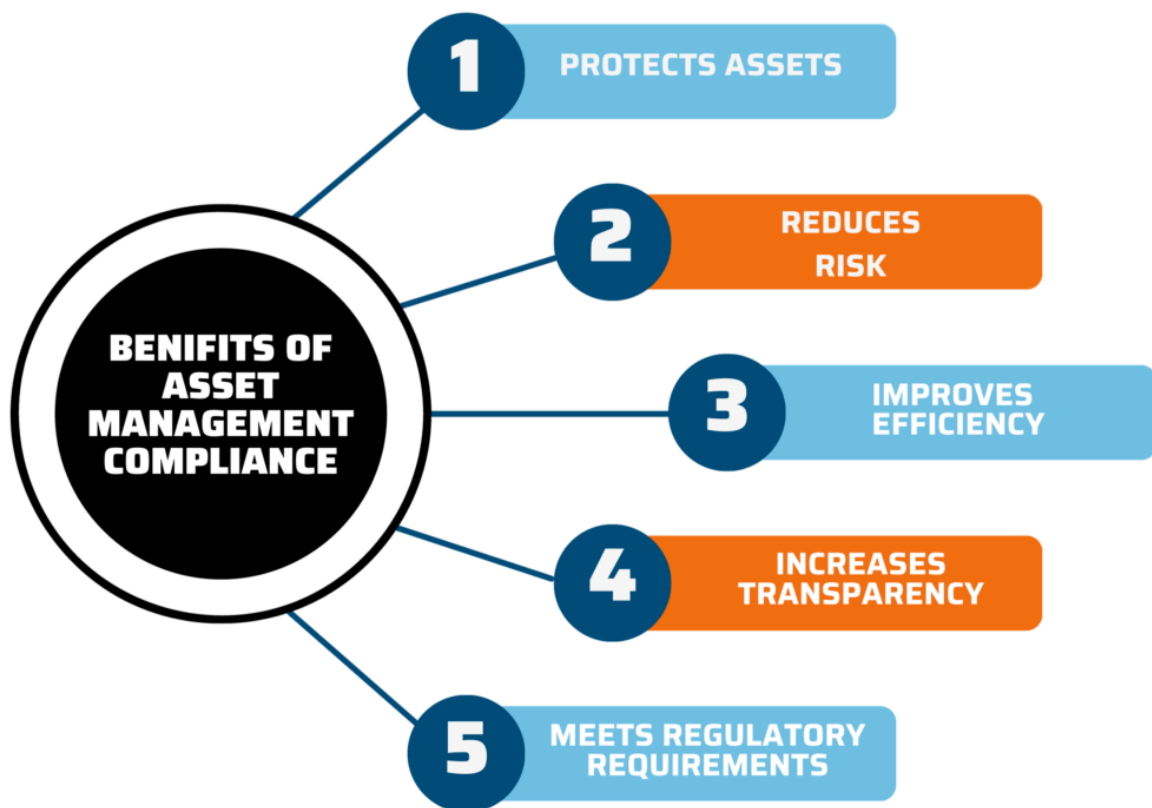 1
PROTECTS ASSETS
2
REDUCES
RISK
BENIFITS OF
ASSET
MANAGEMENT
COMPLIANCE
3
IMPROVES
EFFICIENCY
4
INCREASES
TRANSPARENCY
5
MEETS REGULATORY
REQUIREMENTS